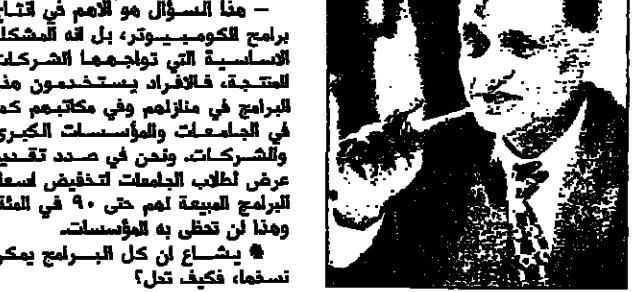 – هذا السؤال هو الاهم في انتاج
برامج الكومبيوتر، بل انه المشكلة
الاساسية التي تواجهها الشركات
المنتجة، فالافراد يستخدمون هذه
البرامج في منازلهم وفي مكاتبهم كما
في الجامعات والمؤسسات الكبرى
والشركات. ونحن في صدد تقديم
عرض لطلاب الجامعات لتخفيض اسعار
البرامج المبيعة لهم حتى ٩٠ في المئة
وهذا لن تحظى به المؤسسات.
● يشاع ان كل البرامج يمكن
نسخها، فكيف تحل؟